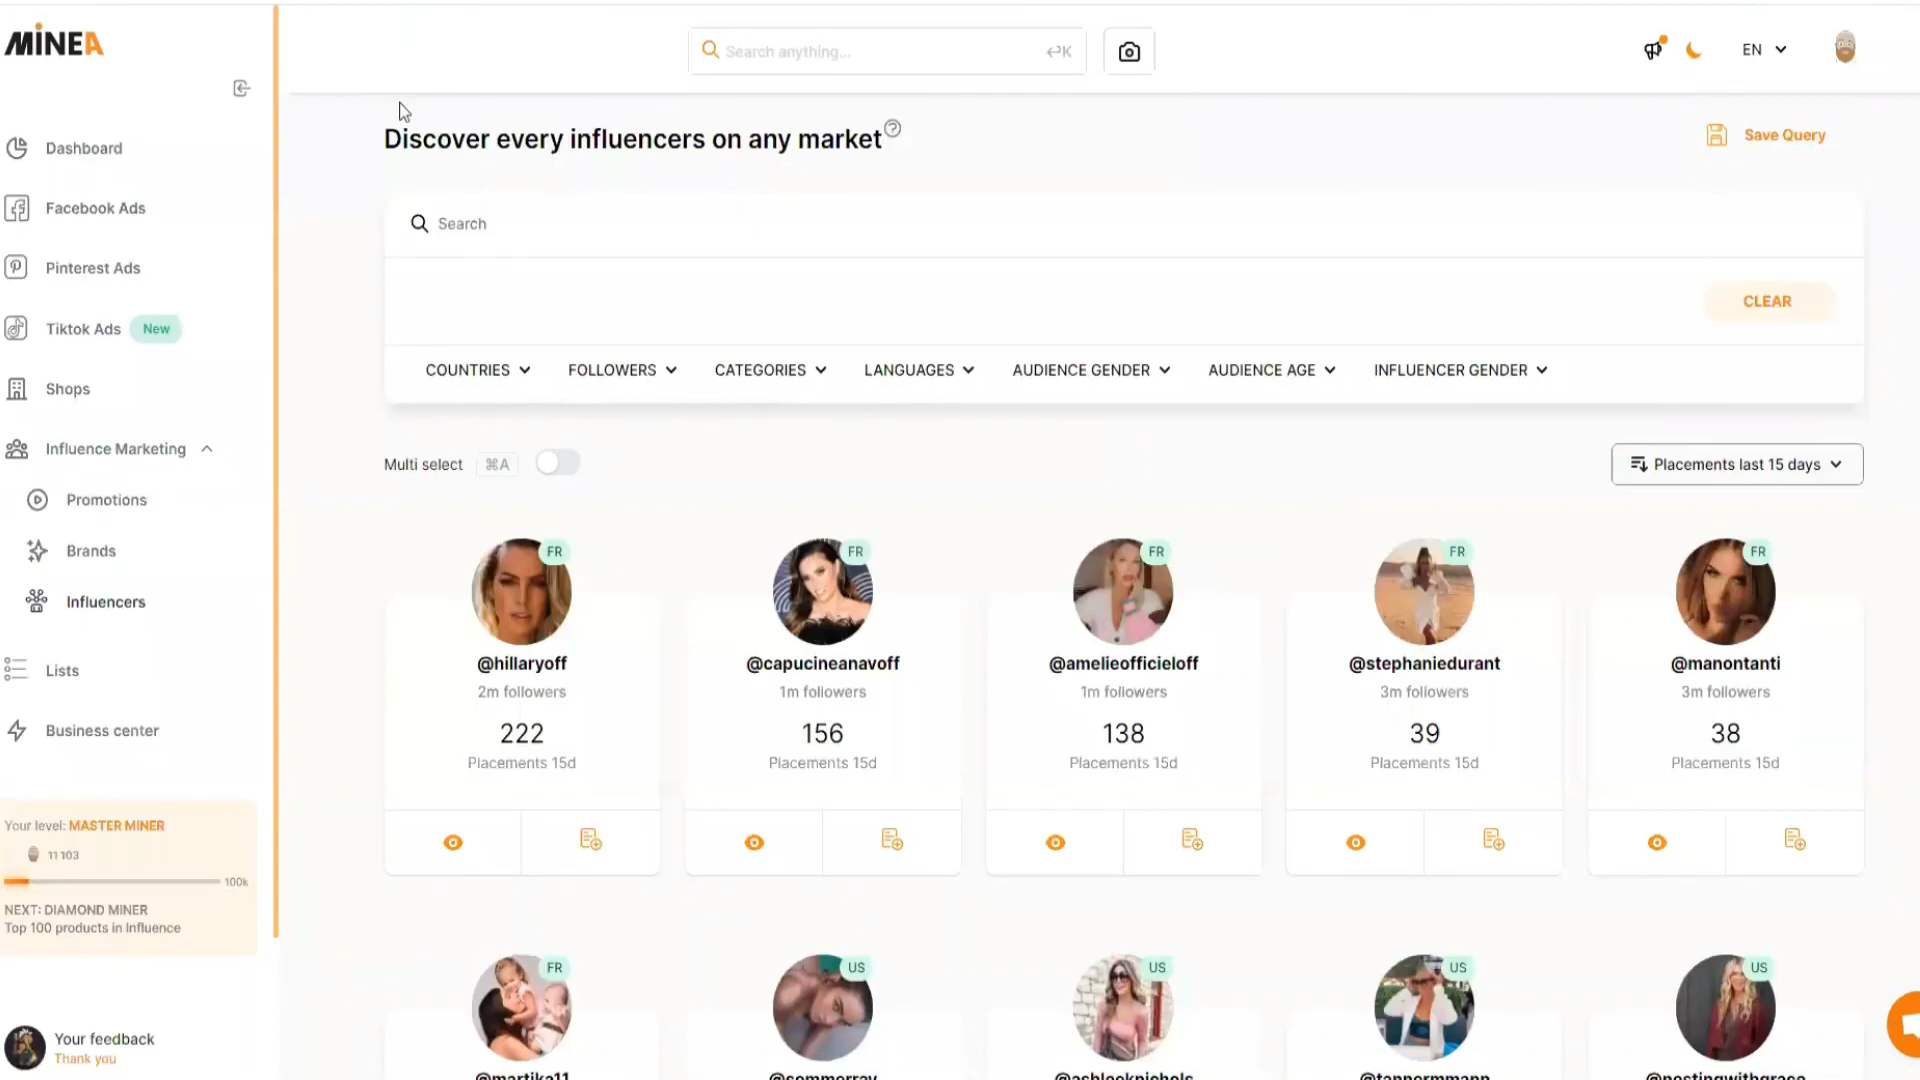 MINEA
Search anything...
K
EN
Discover every influencers on any market
Save Query
Dashboard
Facebook Ads
Pinterest Ads
Tiktok Ads New
Shops
Influence Marketing
Promotions
Brands
Influencers
Lists
Business center
Your level: MASTER MINER
11 103
100k
NEXT: DIAMOND MINER
Top 100 products in Influence
Your feedback
Thank you
Search
CLEAR
COUNTRIES FOLLOWERS CATEGORIES LANGUAGES AUDIENCE GENDER AUDIENCE AGE INFLUENCER GENDER
Multi select ⌘A
Placements last 15 days
FR FR FR FR FR
@hillaryoff @capucineanavoff @amelieofficieloff @stephaniedurant @manontanti
2m followers 1m followers 1m followers 3m followers 3m followers
222 156 138 39 38
Placements 15d Placements 15d Placements 15d Placements 15d Placements 15d
FR US US US US
@martika11 @sommerray @ashleeknichols @tannermmann @postingwithgrace